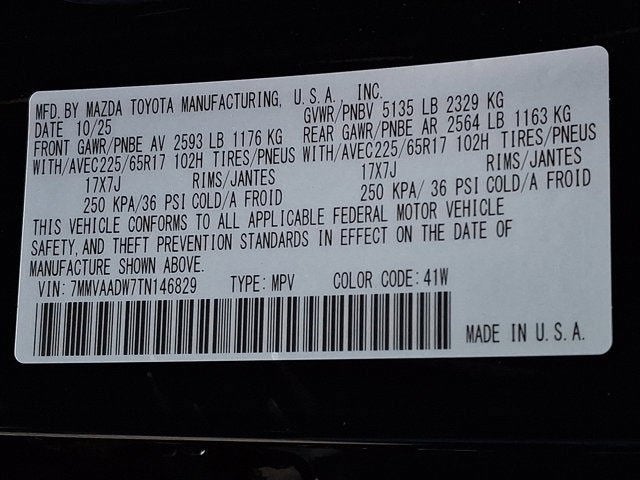 MFD. BY MAZDA TOYOTA MANUFACTURING, U. S. A. INC.
DATE 10/25 GVWR/PNBV 5135 LB 2329 KG
FRONT GAWR/PNBE AV 2593 LB 1176 KG REAR GAWR/PNBE AR 2564 LB 1163 KG
WITH/AVEC225/65R17 102H TIRES/PNEUS WITH/AVEC225/65R17 102H TIRES/PNEUS
17X7J RIMS/JANTES 17X7J RIMS/JANTES
250 KPA/36 PSI COLD/A FROID 250 KPA/ 36 PSI COLD/A FROID
THIS VEHICLE CONFORMS TO ALL APPLICABLE FEDERAL MOTOR VEHICLE
SAFETY, AND THEFT PREVENTION STANDARDS IN EFFECT ON THE DATE OF
MANUFACTURE SHOWN ABOVE.
VIN: 7MMVAADW7TN146829 TYPE: MPV COLOR CODE: 41W
MADE IN U. S. A.